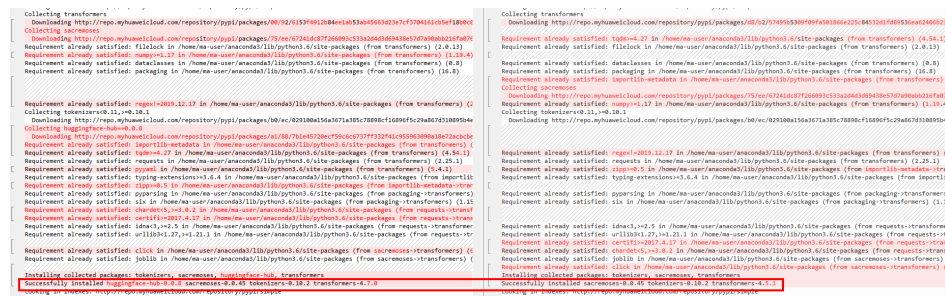 Collecting transformers
Downloading http://repo.myhuaweicloud.com/repository/pypi/packages/00/92/6153f4912b84ee1ab53ab45663d23e7cf3704161cb5ef18b0c
Collecting sacremoses
Downloading http://repo.myhuaweicloud.com/repository/pypi/packages/75/ee/67241dc87f266093c533a2d4d3d69438e57d7a90abb216fa07
Requirement already satisfied: filelock in /home/ma-user/anaconda3/lib/python3.6/site-packages (from transformers) (2.0.13)
Requirement already satisfied: numpy>=1.17 in /home/ma-user/anaconda3/lib/python3.6/site-packages (from transformers) (1.19.4)
Requirement already satisfied: dataclasses in /home/ma-user/anaconda3/lib/python3.6/site-packages (from transformers) (0.8)
Requirement already satisfied: packaging in /home/ma-user/anaconda3/lib/python3.6/site-packages (from transformers) (16.8)
Requirement already satisfied: regex!=2019.12.17 in /home/ma-user/anaconda3/lib/python3.6/site-packages (from transformers) (2
Collecting tokenizers<0.11,>=0.10.1
Downloading http://repo.myhuaweicloud.com/repository/pypi/packages/b0/ec/029010a156a3671a385c78898cf16896f5c29a867d310895b4e
Collecting huggingface-hub==0.0.8
Downloading http://repo.myhuaweicloud.com/repository/pypi/packages/a1/88/7b1e45720ecf59c6c6737ff332f41c955963090a18e72acbcbe
Requirement already satisfied: importlib-metadata in /home/ma-user/anaconda3/lib/python3.6/site-packages (from transformers) (
Requirement already satisfied: tqdm>=4.27 in /home/ma-user/anaconda3/lib/python3.6/site-packages (from transformers) (4.54.1)
Requirement already satisfied: requests in /home/ma-user/anaconda3/lib/python3.6/site-packages (from transformers) (2.25.1)
Requirement already satisfied: pyyaml in /home/ma-user/anaconda3/lib/python3.6/site-packages (from transformers) (5.4.1)
Requirement already satisfied: typing-extensions>=3.6.4 in /home/ma-user/anaconda3/lib/python3.6/site-packages (from importlib
Requirement already satisfied: zipp>=0.5 in /home/ma-user/anaconda3/lib/python3.6/site-packages (from importlib-metadata->tran
Requirement already satisfied: pyparsing in /home/ma-user/anaconda3/lib/python3.6/site-packages (from packaging->transformers)
Requirement already satisfied: six in /home/ma-user/anaconda3/lib/python3.6/site-packages (from packaging->transformers) (1.15
Requirement already satisfied: chardet<5,>=3.0.2 in /home/ma-user/anaconda3/lib/python3.6/site-packages (from requests->transf
Requirement already satisfied: certifi>=2017.4.17 in /home/ma-user/anaconda3/lib/python3.6/site-packages (from requests->trans
Requirement already satisfied: idna<3,>=2.5 in /home/ma-user/anaconda3/lib/python3.6/site-packages (from requests->transformer
Requirement already satisfied: urllib3<1.27,>=1.21.1 in /home/ma-user/anaconda3/lib/python3.6/site-packages (from requests->tr
Requirement already satisfied: click in /home/ma-user/anaconda3/lib/python3.6/site-packages (from sacremoses->transformers) (
Requirement already satisfied: joblib in /home/ma-user/anaconda3/lib/python3.6/site-packages (from sacremoses->transformers) (
Installing collected packages: tokenizers, sacremoses, huggingface-hub, transformers
Successfully installed huggingface-hub-0.0.8 sacremoses-0.0.45 tokenizers-0.10.2 transformers-4.7.0
Looking in indexes: http://repo.myhuaweicloud.com/repository/pypi/simple
Collecting transformers
Downloading http://repo.myhuaweicloud.com/repository/pypi/packages/d8/b2/57495b5309f09fa501866e225c84532d1fd89536ea62406b2
Requirement already satisfied: tqdm>=4.27 in /home/ma-user/anaconda3/lib/python3.6/site-packages (from transformers) (4.54.1)
Requirement already satisfied: filelock in /home/ma-user/anaconda3/lib/python3.6/site-packages (from transformers) (2.0.13)
Requirement already satisfied: dataclasses in /home/ma-user/anaconda3/lib/python3.6/site-packages (from transformers) (0.8)
Requirement already satisfied: packaging in /home/ma-user/anaconda3/lib/python3.6/site-packages (from transformers) (16.8)
Requirement already satisfied: importlib-metadata in /home/ma-user/anaconda3/lib/python3.6/site-packages (from transformers)
Collecting sacremoses
Downloading http://repo.myhuaweicloud.com/repository/pypi/packages/75/ee/67241dc87f266093c533a2d4d3d69438e57d7a90abb216fa0
Requirement already satisfied: numpy>=1.17 in /home/ma-user/anaconda3/lib/python3.6/site-packages (from transformers) (1.19.4
Collecting tokenizers<0.11,>=0.10.1
Downloading http://repo.myhuaweicloud.com/repository/pypi/packages/b0/ec/029010a156a3671a385c78898cf16896f5c29a867d310895b4
Requirement already satisfied: regex!=2019.12.17 in /home/ma-user/anaconda3/lib/python3.6/site-packages (from transformers) (
Requirement already satisfied: requests in /home/ma-user/anaconda3/lib/python3.6/site-packages (from transformers) (2.25.1)
Requirement already satisfied: zipp>=0.5 in /home/ma-user/anaconda3/lib/python3.6/site-packages (from importlib-metadata->tra
Requirement already satisfied: typing-extensions>=3.6.4 in /home/ma-user/anaconda3/lib/python3.6/site-packages (from importli
Requirement already satisfied: pyparsing in /home/ma-user/anaconda3/lib/python3.6/site-packages (from packaging->transformers
Requirement already satisfied: six in /home/ma-user/anaconda3/lib/python3.6/site-packages (from packaging->transformers) (1.1
Requirement already satisfied: idna<3,>=2.5 in /home/ma-user/anaconda3/lib/python3.6/site-packages (from requests->transforme
Requirement already satisfied: urllib3<1.27,>=1.21.1 in /home/ma-user/anaconda3/lib/python3.6/site-packages (from requests->t
Requirement already satisfied: certifi>=2017.4.17 in /home/ma-user/anaconda3/lib/python3.6/site-packages (from requests->tran
Requirement already satisfied: chardet<5,>=3.0.2 in /home/ma-user/anaconda3/lib/python3.6/site-packages (from requests->trans
Requirement already satisfied: joblib in /home/ma-user/anaconda3/lib/python3.6/site-packages (from sacremoses->transformers)
Requirement already satisfied: click in /home/ma-user/anaconda3/lib/python3.6/site-packages (from sacremoses->transformers) (
Installing collected packages: tokenizers, sacremoses, transformers
Successfully installed sacremoses-0.0.45 tokenizers-0.10.2 transformers-4.5.1
Looking in indexes: http://repo.myhuaweicloud.com/repository/pypi/simple